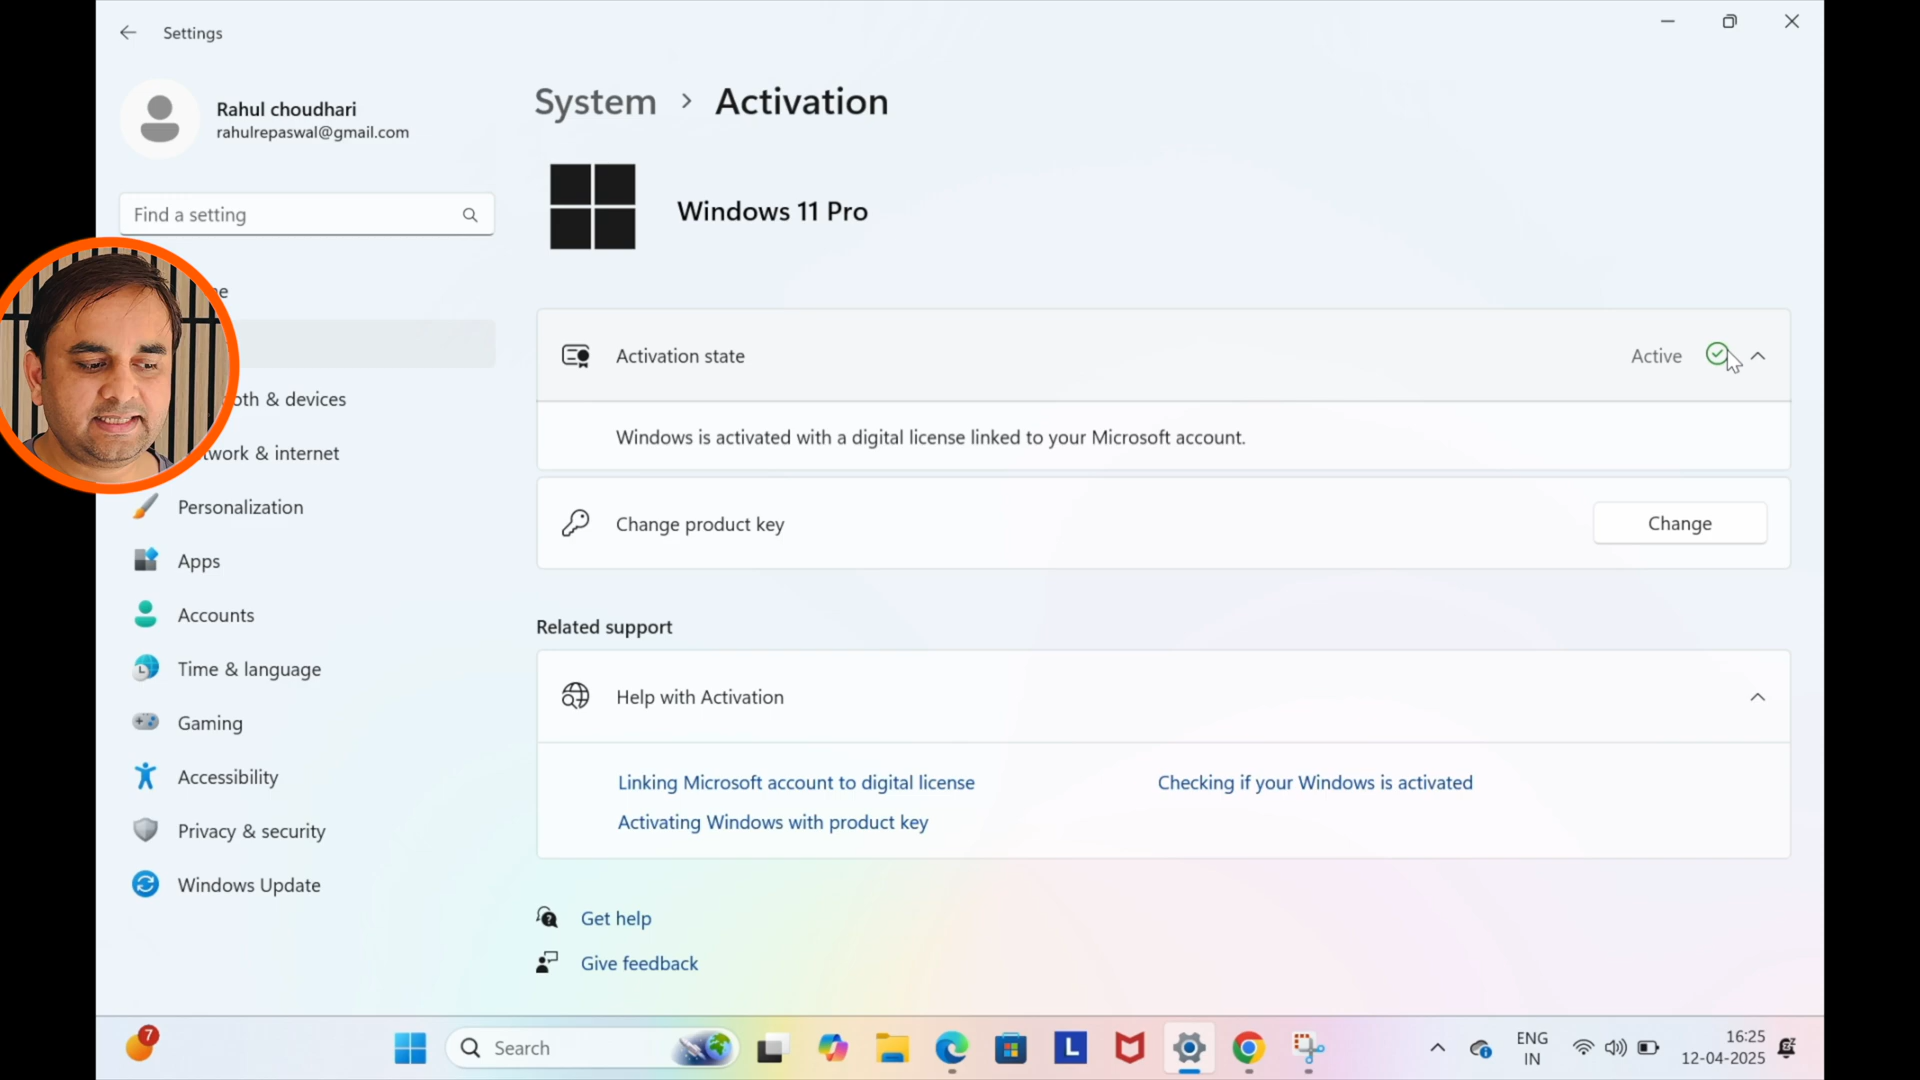 Settings
Rahul choudhari
rahulrepaswal@gmail.com
Find a setting
System > Activation
Windows 11 Pro
Activation state
Active
Windows is activated with a digital license linked to your Microsoft account.
Change product key
Change
Related support
Help with Activation
Linking Microsoft account to digital license
Checking if your Windows is activated
Activating Windows with product key
Get help
Give feedback
& devices
& internet
Personalization
Apps
Accounts
Time & language
Gaming
Accessibility
Privacy & security
Windows Update
7
Search
L
ENG
IN
16:25
12-04-2025